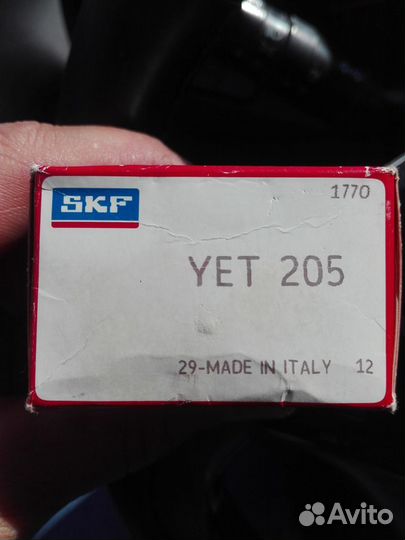 SKF
1770
YET 205
29-MADE IN ITALY 12
Avito